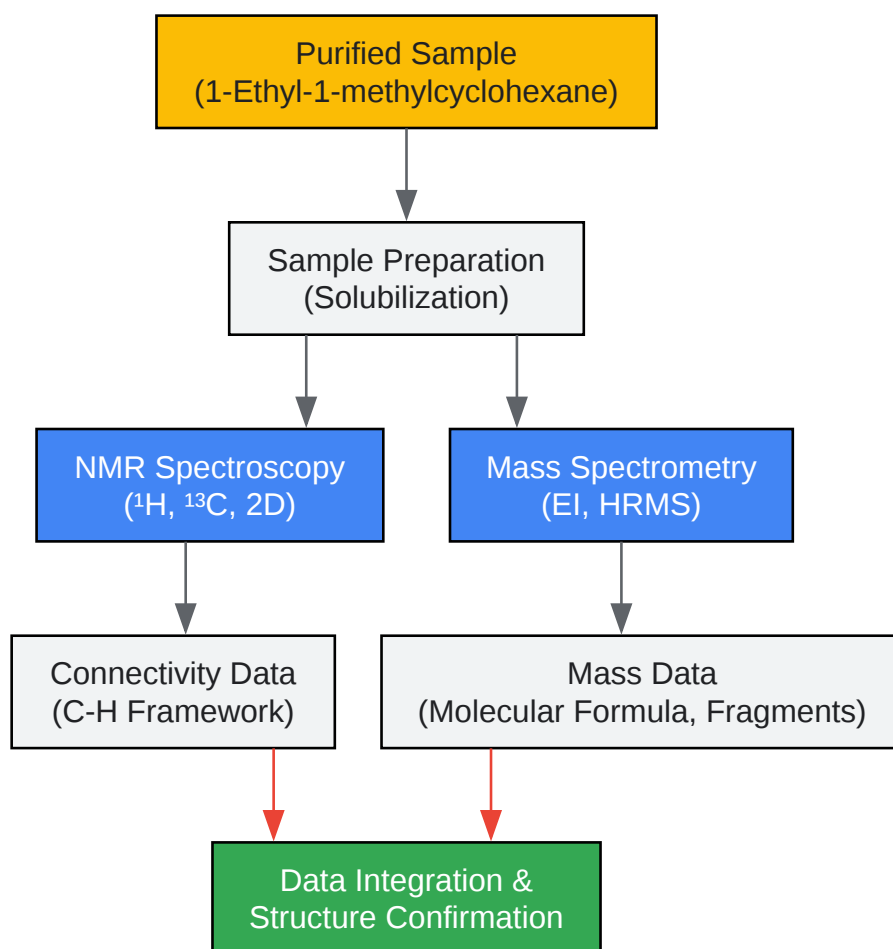 Purified Sample
(1-Ethyl-1-methylcyclohexane)
Sample Preparation
(Solubilization)
NMR Spectroscopy
(¹H, ¹³C, 2D)
Mass Spectrometry
(EI, HRMS)
Connectivity Data
(C-H Framework)
Mass Data
(Molecular Formula, Fragments)
Data Integration &
Structure Confirmation